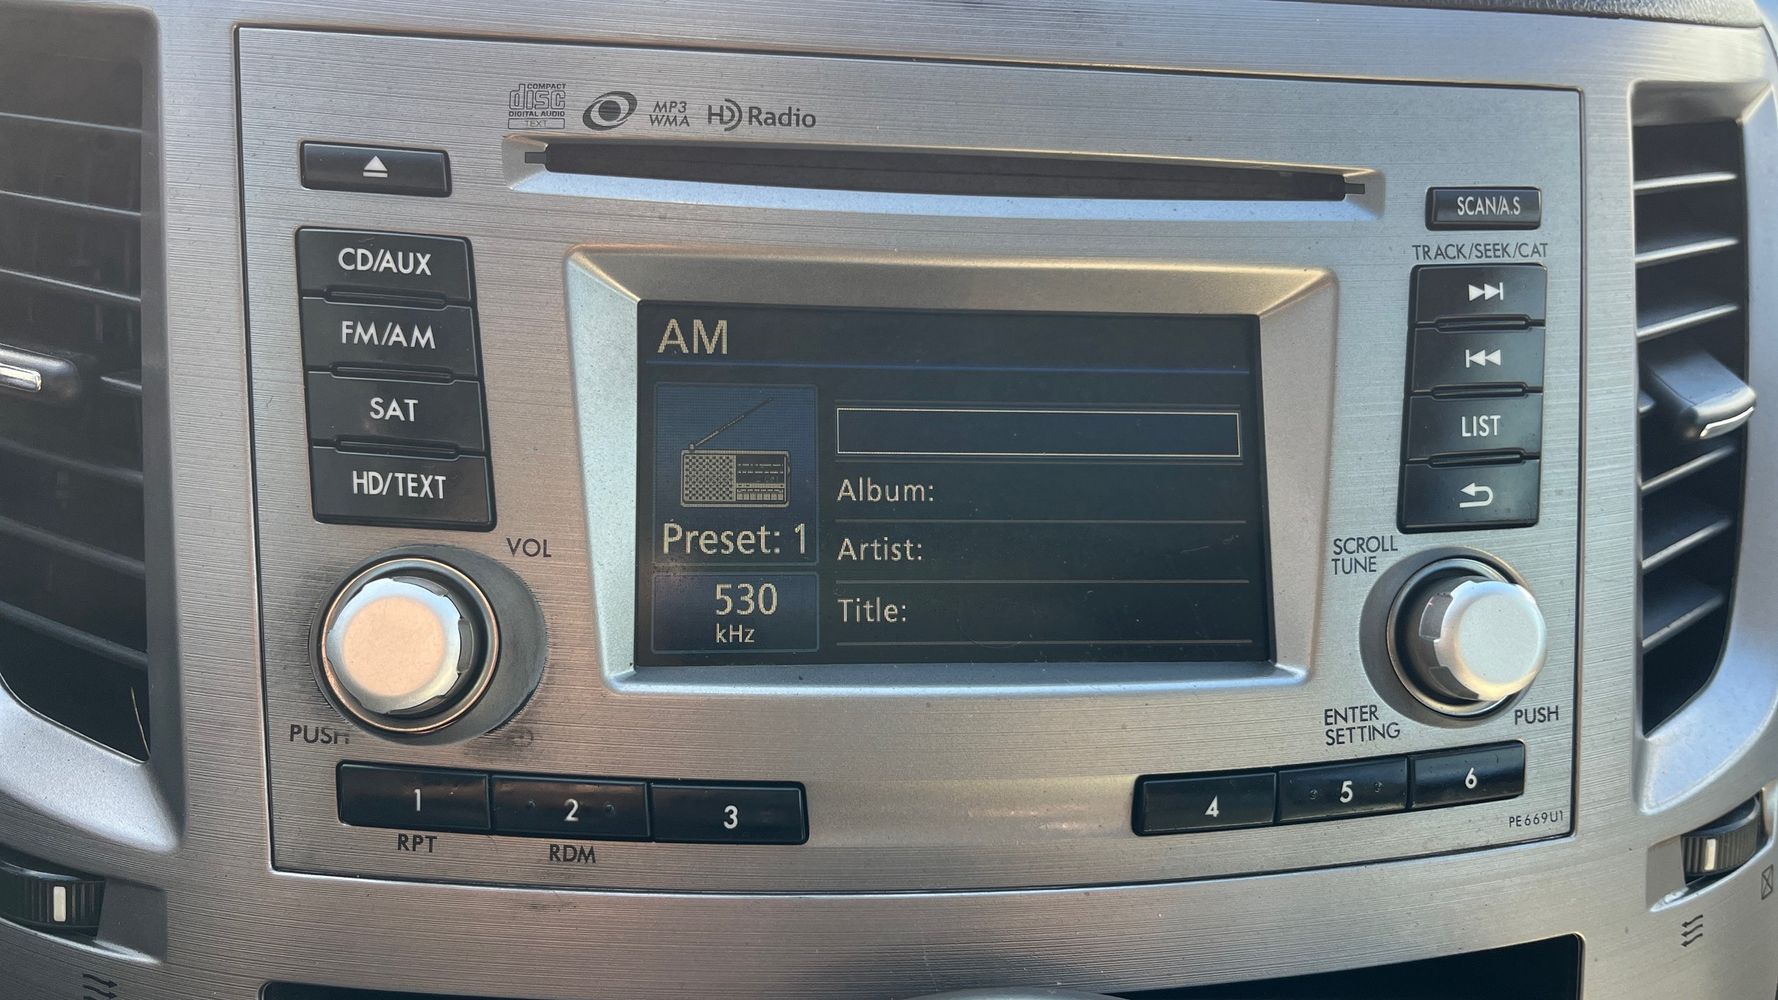 COMPACT
disc
DIGITAL AUDIO
TEXT
MP3
WMA
HD Radio
SCAN/A.S
TRACK/SEEK/CAT
CD/AUX
FM/AM
SAT
HD/TEXT
LIST
AM
Preset: 1
530
kHz
Album:
Artist:
Title:
VOL
PUSH
SCROLL
TUNE
ENTER
SETTING
PUSH
1
RPT
2
RDM
3
4
5
6
PE669U1